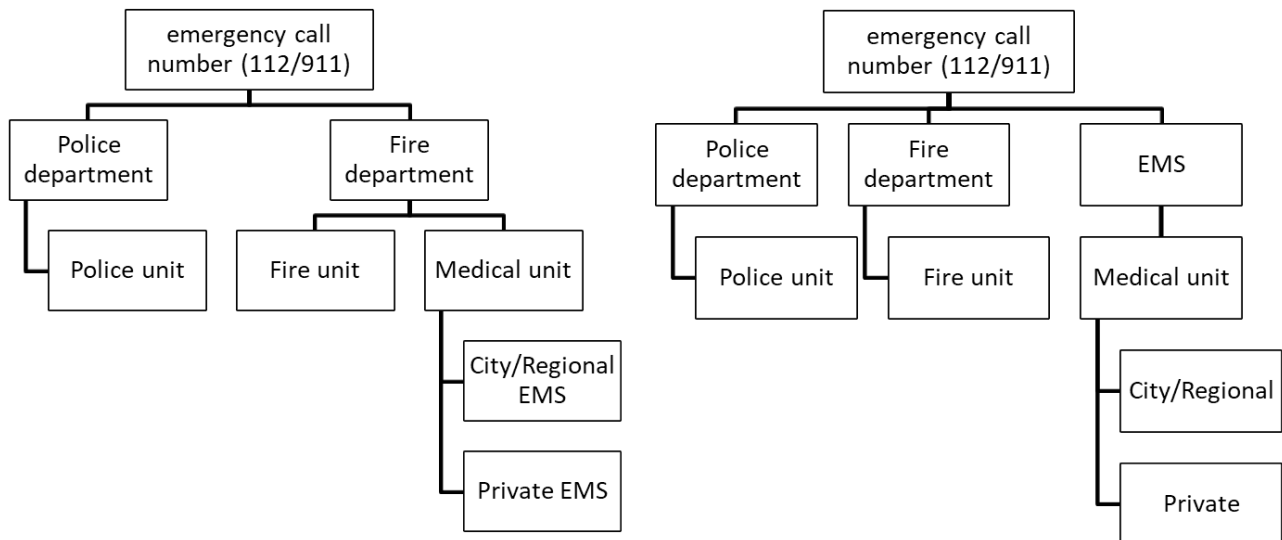 emergency call
number (112/911)
Police
department
Fire
department
Police unit
Fire unit
Medical unit
City/Regional
EMS
Private EMS
emergency call
number (112/911)
Police
department
Fire
department
EMS
Police unit
Fire unit
Medical unit
City/Regional
Private